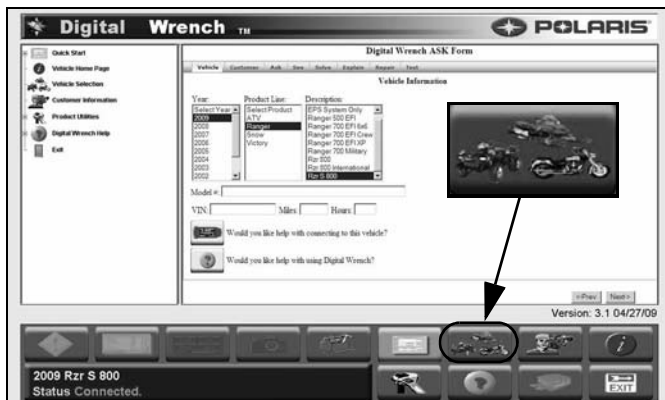 Digital Wrench TM
POLARIS
Quick Start
Vehicle Home Page
Vehicle Selection
Customer Information
Product Utilities
Digital Wrench Help
Exit
Digital Wrench ASK Form
Vehicle Customer Ask See Solve Explain Repair Test
Vehicle Information
Year: Product Line: Description:
Select Year Select Product EPS System Only
2009 ATV Ranger 500 EFI
2008 Ranger Ranger 700 EFI 6x6
2007 Snow Ranger 700 EFI Crew
2006 Victory Ranger 700 EFI XP
2005 Ranger 700 Military
2004 Rzr 800
2003 Rzr 800 International
2002 Rzr S 800
Model #:
VIN: Miles Hours
Would you like help with connecting to this vehicle?
Would you like help with using Digital Wrench?
<Prev Next>
Version: 3.1 04/27/09
2009 Rzr S 800
Status Connected.
EXIT